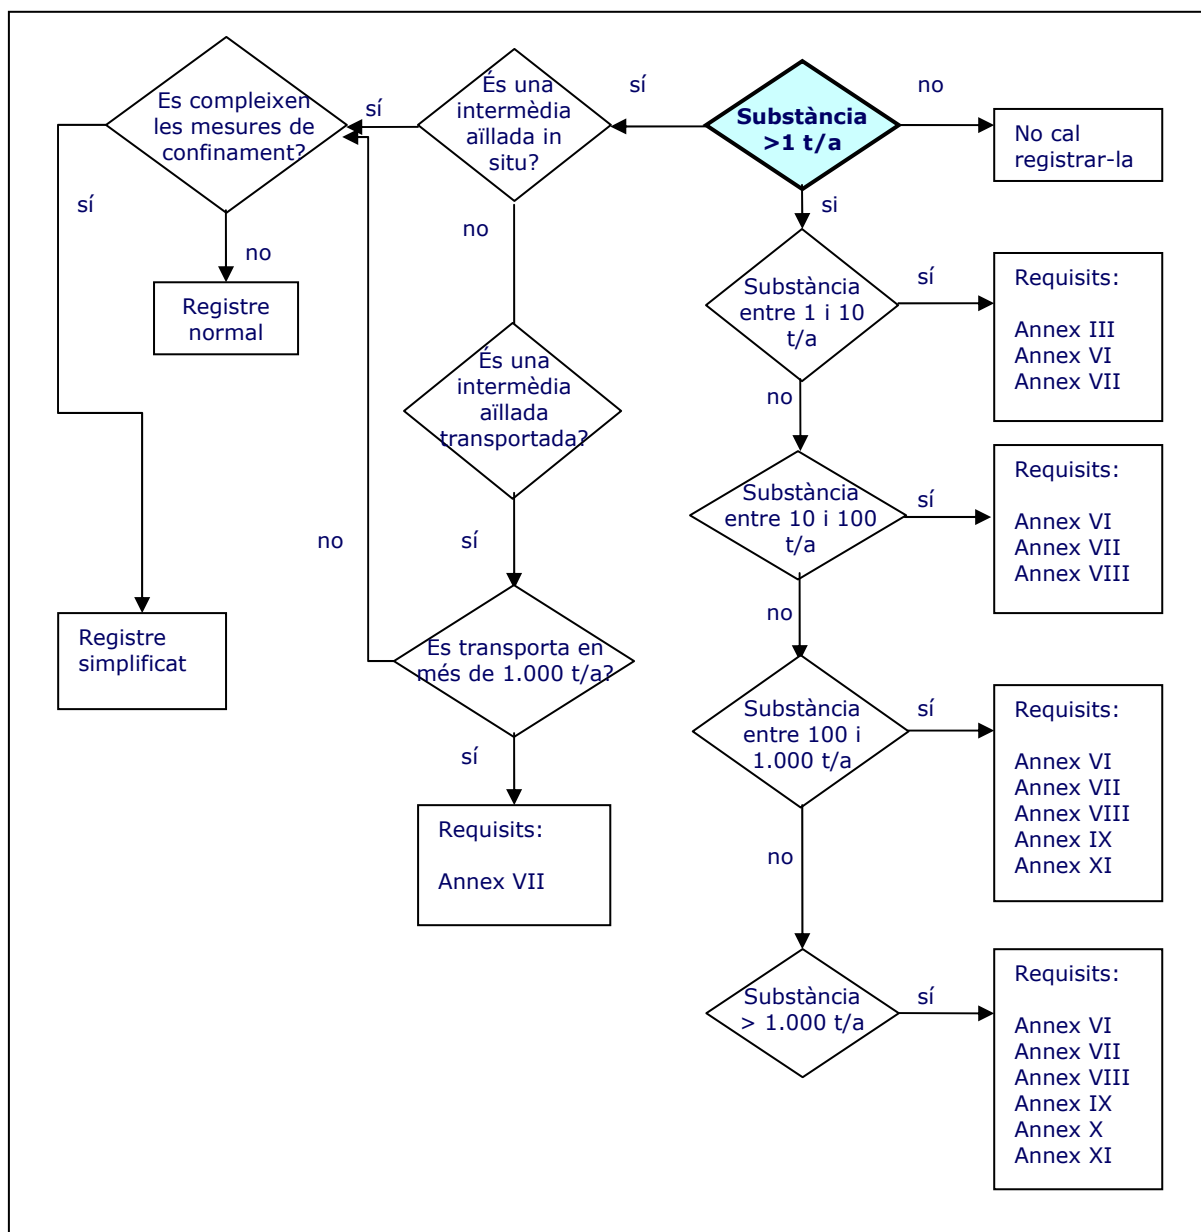 Es compleixen
les mesures de
confinament?
sí
És una
intermèdia
aïllada in
situ?
sí
Substància
>1 t/a
no
No cal
registrar-la
sí
no
Registre
normal
no
si
Substància
entre 1 i 10
t/a
sí
Requisits:
Annex III
Annex VI
Annex VII
És una
intermèdia
aïllada
transportada?
no
Substància
entre 10 i 100
t/a
sí
Requisits:
Annex VI
Annex VII
Annex VIII
no
sí
Registre
simplificat
Es transporta en
més de 1.000 t/a?
no
Substància
entre 100 i
1.000 t/a
sí
Requisits:
Annex VI
Annex VII
Annex VIII
Annex IX
Annex XI
sí
Requisits:
Annex VII
no
Substància
> 1.000 t/a
sí
Requisits:
Annex VI
Annex VII
Annex VIII
Annex IX
Annex X
Annex XI